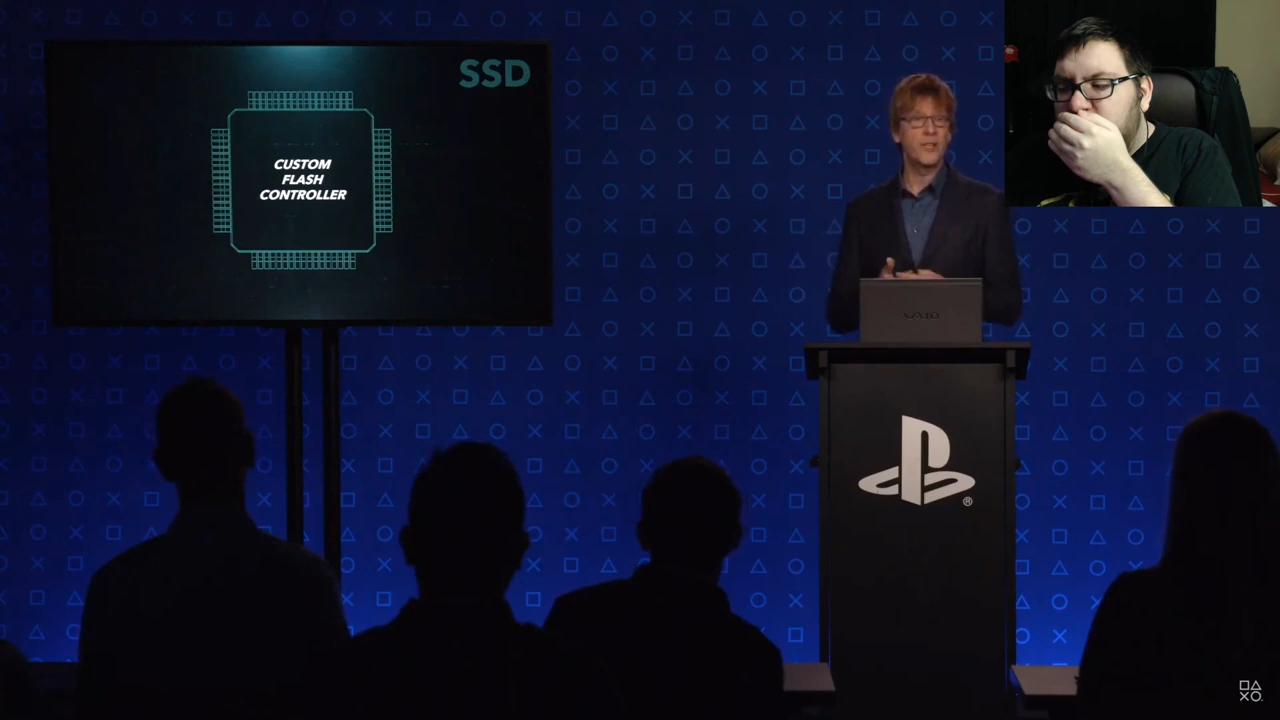 SSD
CUSTOM
FLASH
CONTROLLER
VAIO
®